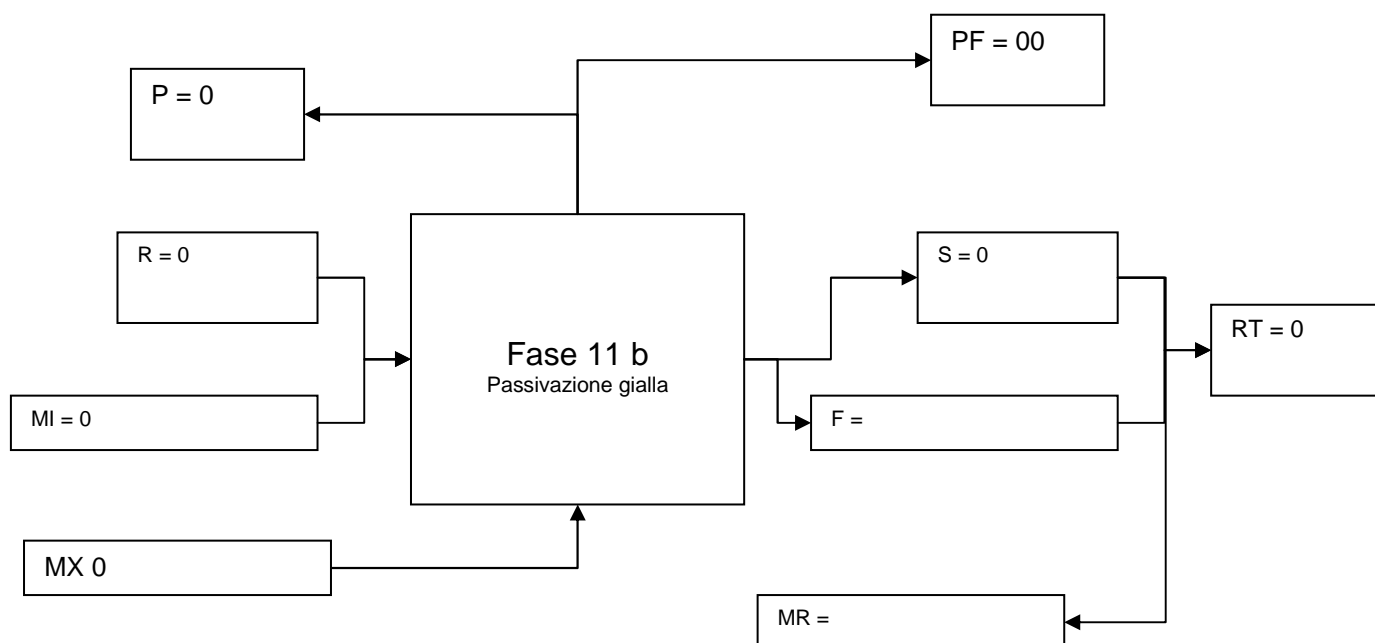 PF = 00
P = 0
R = 0
S = 0
RT = 0
Fase 11 b
Passivazione gialla
MI = 0
F =
MX 0
MR =